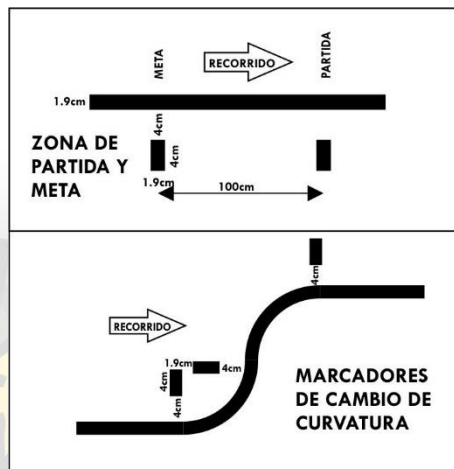 META
RECORRIDO
PARTIDA
1.9cm
4cm
ZONA DE
PARTIDA Y
META
4cm
1.9cm
100cm
4cm
RECORRIDO
1.9cm
4cm
4cm
4cm
MARCADORES
DE CAMBIO DE
CURVATURA